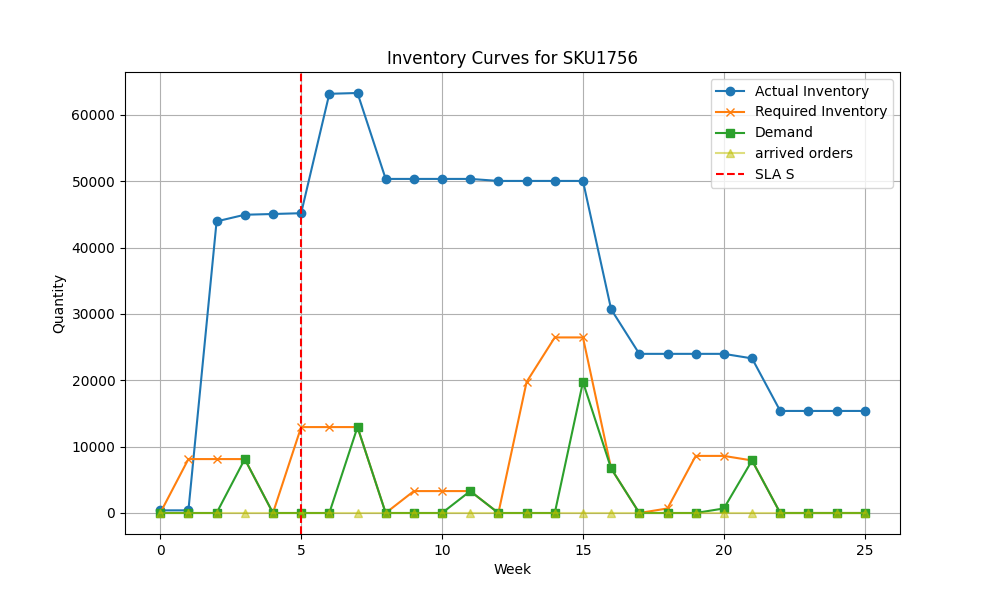 Inventory Curves for SKU1756
Actual Inventory
Required Inventory
Demand
arrived orders
SLA S
Quantity
60000
50000
40000
30000
20000
10000
0
0 5 10 15 20 25
Week